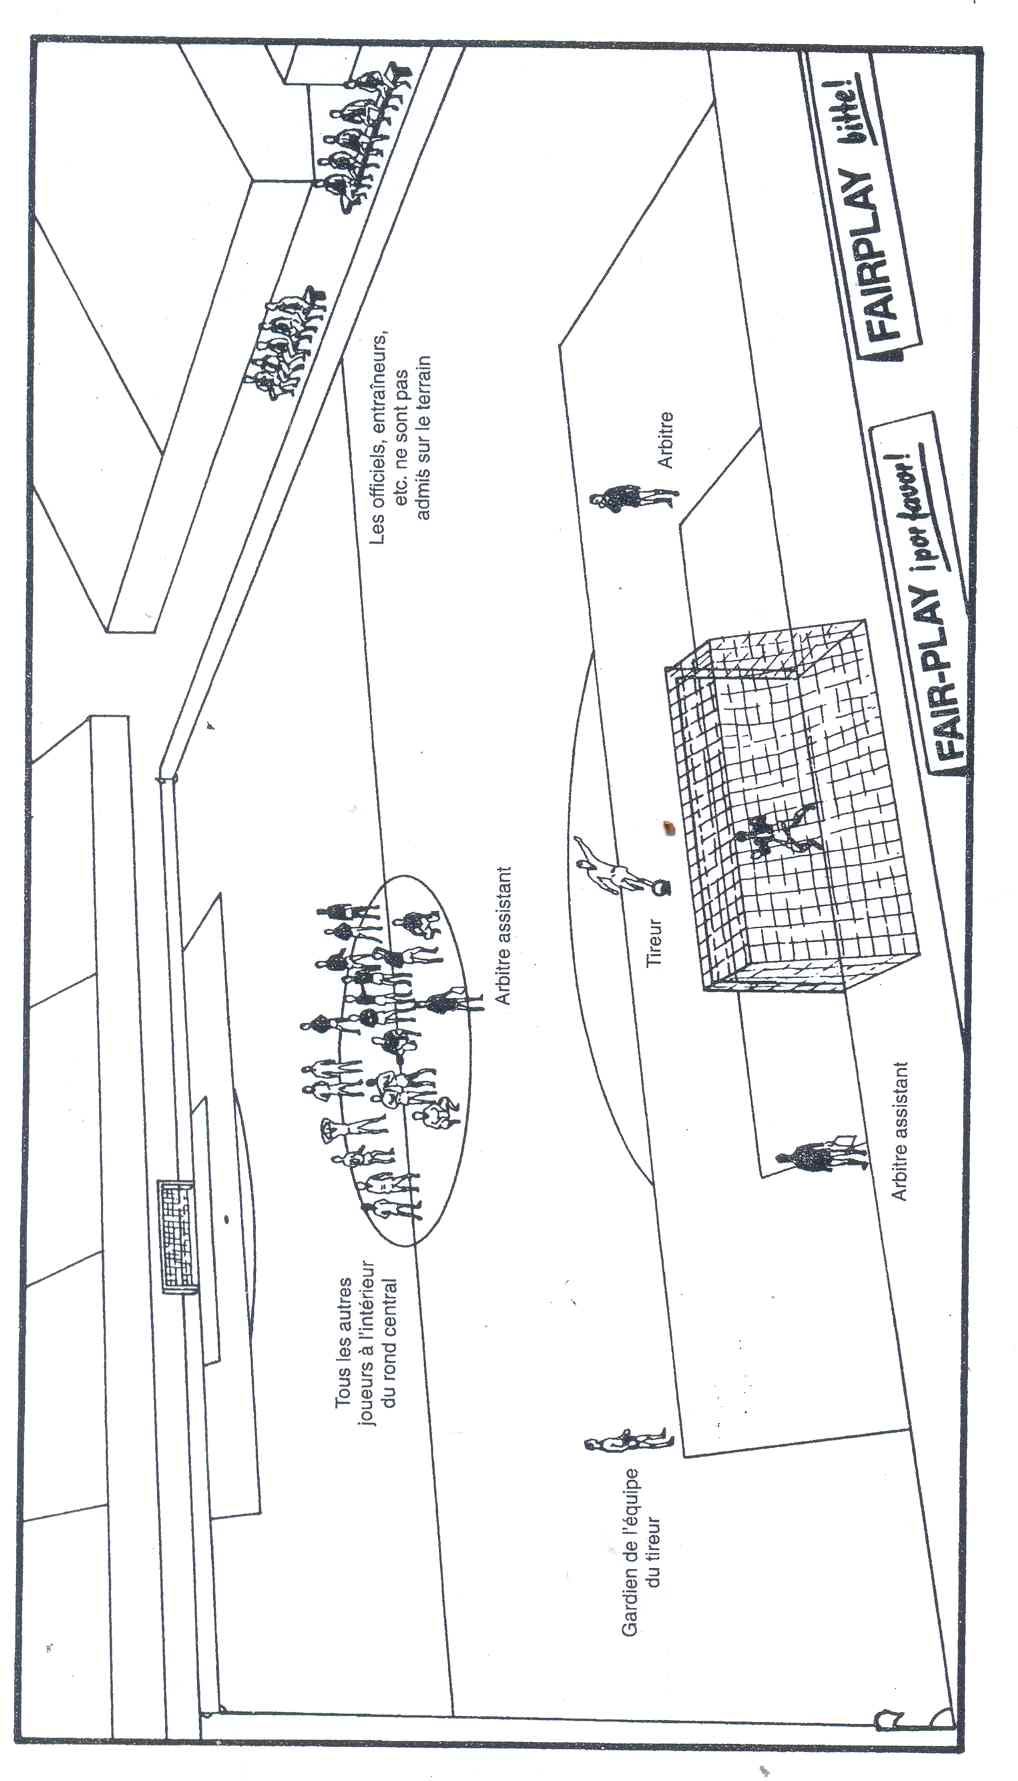 Les officiels, entraîneurs,
etc. ne sont pas
admis sur le terrain
Tous les autres
joueurs à l'intérieur
du rond central
Arbitre assistant
Arbitre
Tireur
Gardien de l'équipe
du tireur
Arbitre assistant
FAIR-PLAY ¡por favor!
FAIRPLAY bitte!